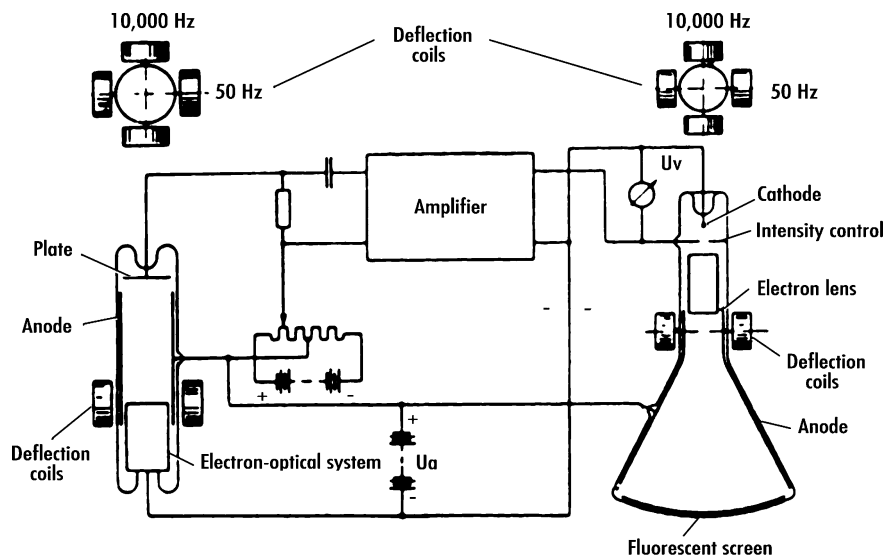 10,000 Hz
10,000 Hz
Deflection
coils
50 Hz
50 Hz
Uv
Cathode
Amplifier
Intensity control
Plate
Electron lens
Anode
- -
Deflection
coils
+ -
+
Anode
Deflection
coils
Electron-optical system
Ua
-
Fluorescent screen